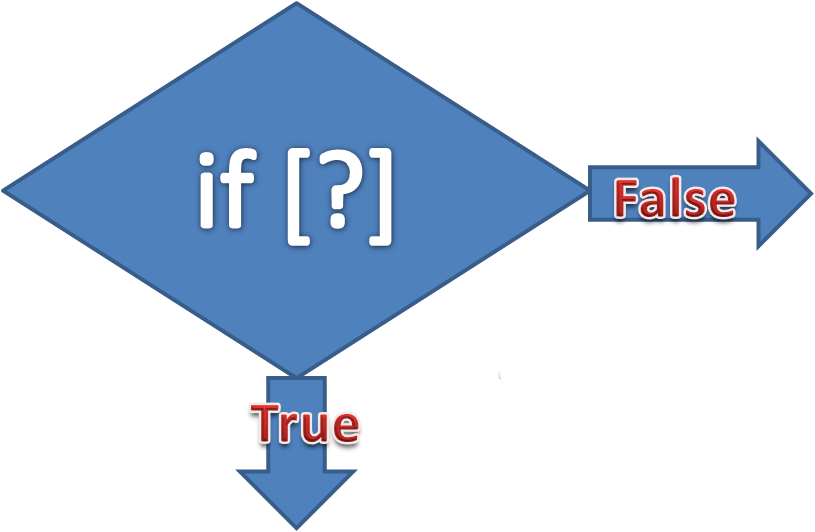 if [?]
False
True